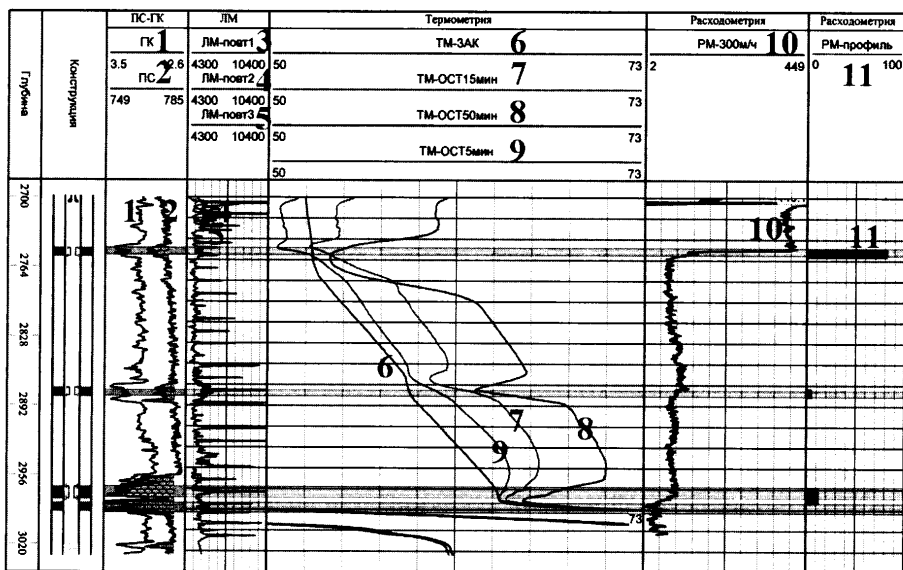 ПС-ГК ЛМ Термометрия Расходометрия Расходометрия
ГК 1 ЛМ-повт1 3 ТМ-ЗАК 6 РМ-300м/ч 10 РМ-профиль
3.5 12.6 4300 10400 50 73 2 449 0 100
ПС 2 ЛМ-повт2 4 ТМ-ОСТ15мин 7 11
749 785 4300 10400 50 73
ЛМ-повт3 5 ТМ-ОСТ50мин 8
4300 10400 50 73
ТМ-ОСТ5мин 9
50 73
Глубина
Конструкция
2700
2764
2828
2892
2956
3020
1 2
10 11
6
7 8
9
73